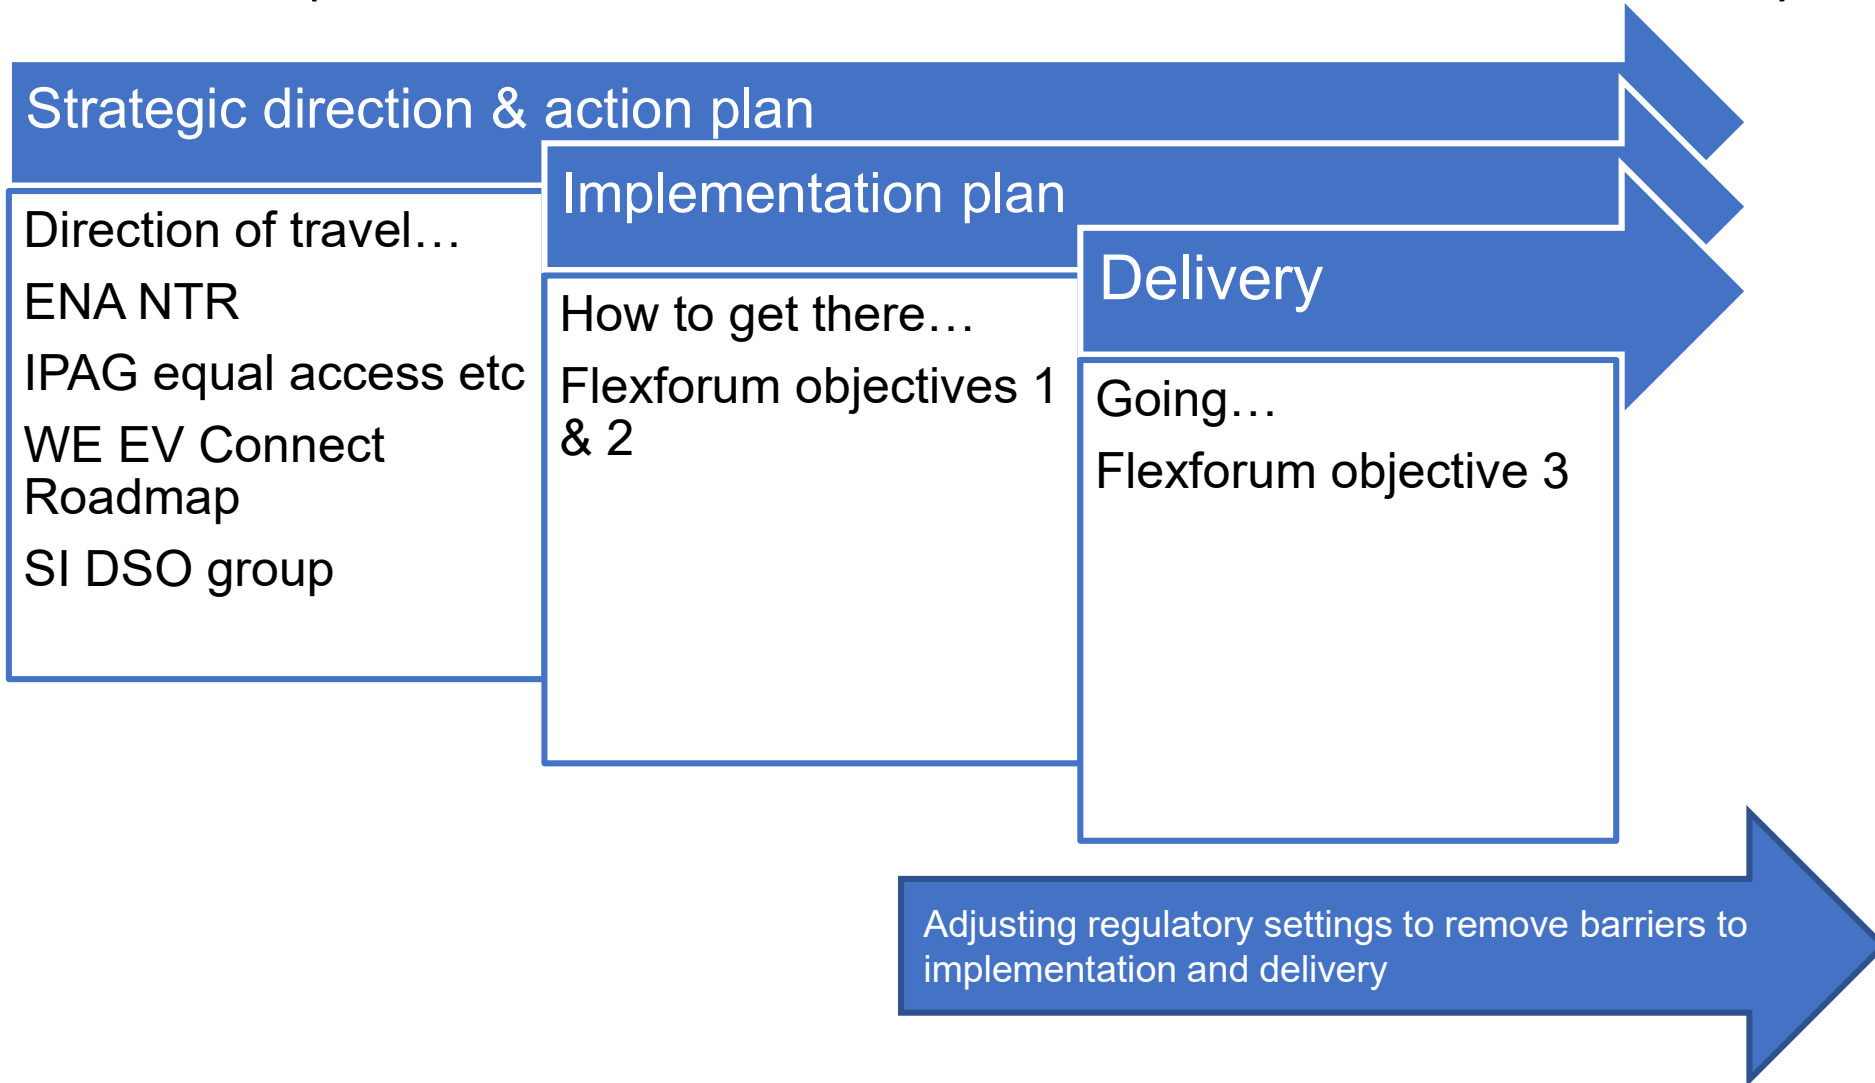 Strategic direction & action plan
Implementation plan
Delivery
Direction of travel…
ENA NTR
IPAG equal access etc
WE EV Connect
Roadmap
SI DSO group
How to get there…
Flexforum objectives 1
& 2
Going…
Flexforum objective 3
Adjusting regulatory settings to remove barriers to
implementation and delivery